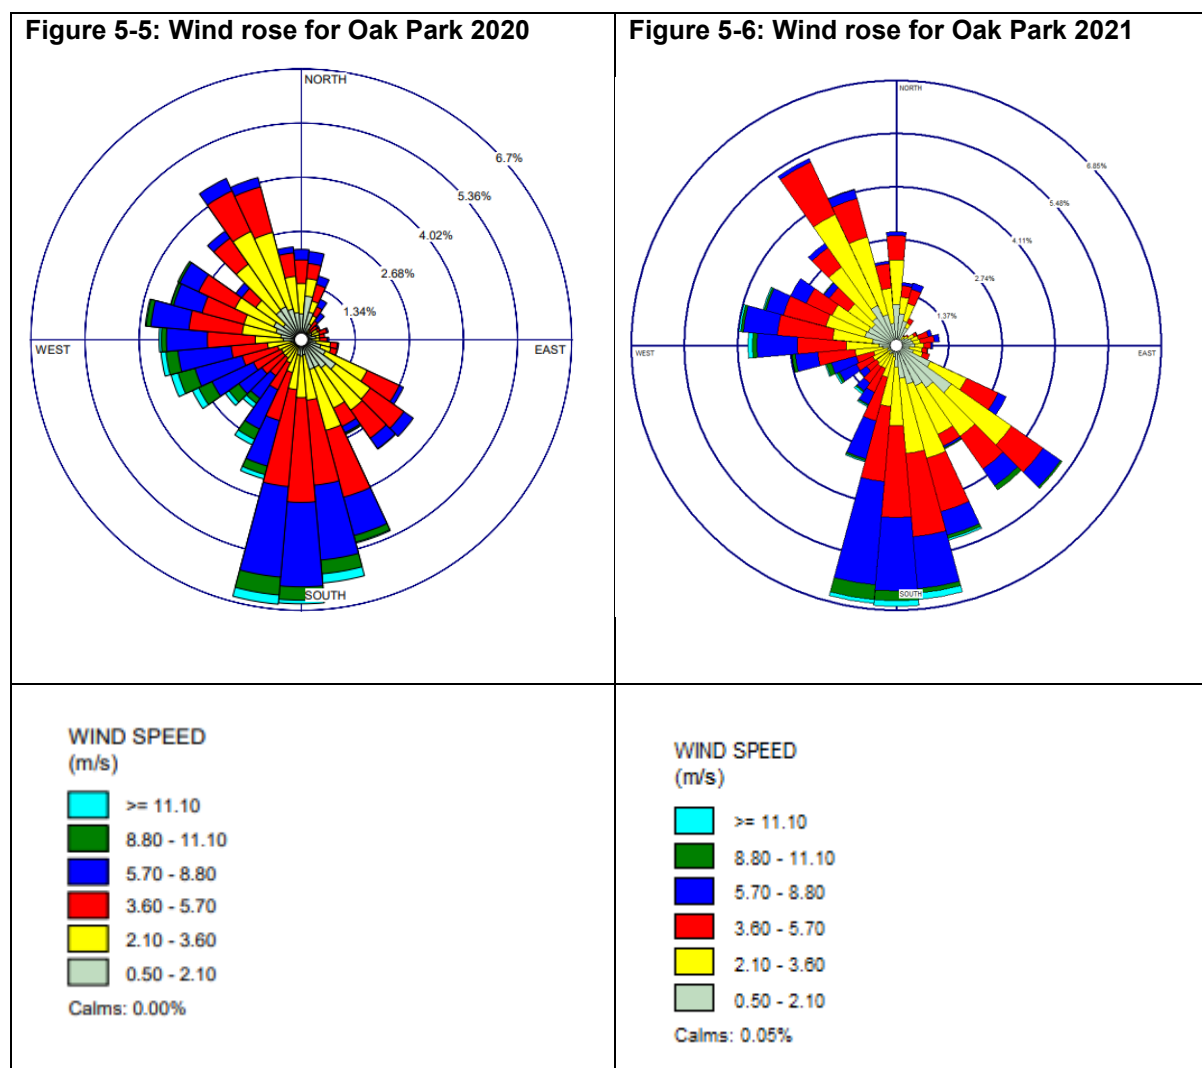 Figure 5-5: Wind rose for Oak Park 2020
NORTH
6.7%
5.36%
4.02%
2.68%
1.34%
WEST
EAST
SOUTH
Figure 5-6: Wind rose for Oak Park 2021
NORTH
6.85%
5.48%
4.11%
2.74%
1.37%
WEST
EAST
SOUTH
WIND SPEED
(m/s)
>= 11.10
8.80 - 11.10
5.70 - 8.80
3.60 - 5.70
2.10 - 3.60
0.50 - 2.10
Calms: 0.00%
WIND SPEED
(m/s)
>= 11.10
8.80 - 11.10
5.70 - 8.80
3.60 - 5.70
2.10 - 3.60
0.50 - 2.10
Calms: 0.05%